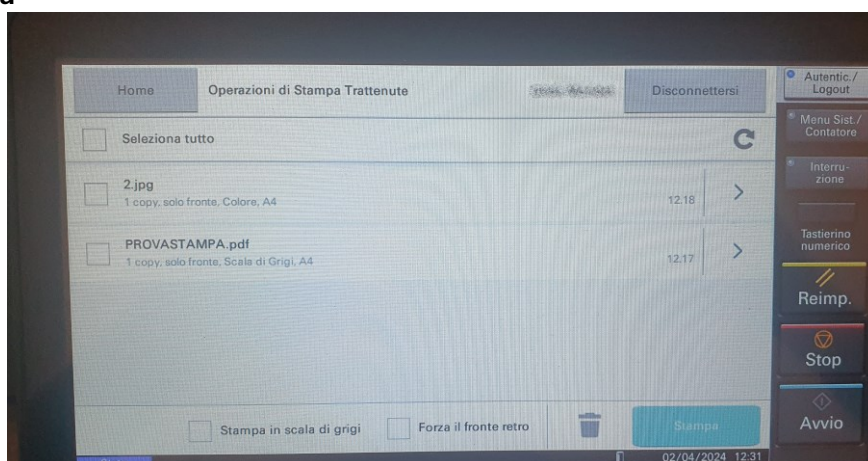 Home
Operazioni di Stampa Trattenute
Disconnettersi
Seleziona tutto
2.jpg
1 copy, solo fronte, Colore, A4
12.18
PROVASTAMPA.pdf
1 copy, solo fronte, Scala di Grigi, A4
12.17
Stampa in scala di grigi
Forza il fronte retro
Stampa
02/04/2024 12:31
Autentic./
Logout
Menu Sist./
Contatore
Interru-
zione
Tastierino
numerico
Reimp.
Stop
Avvio